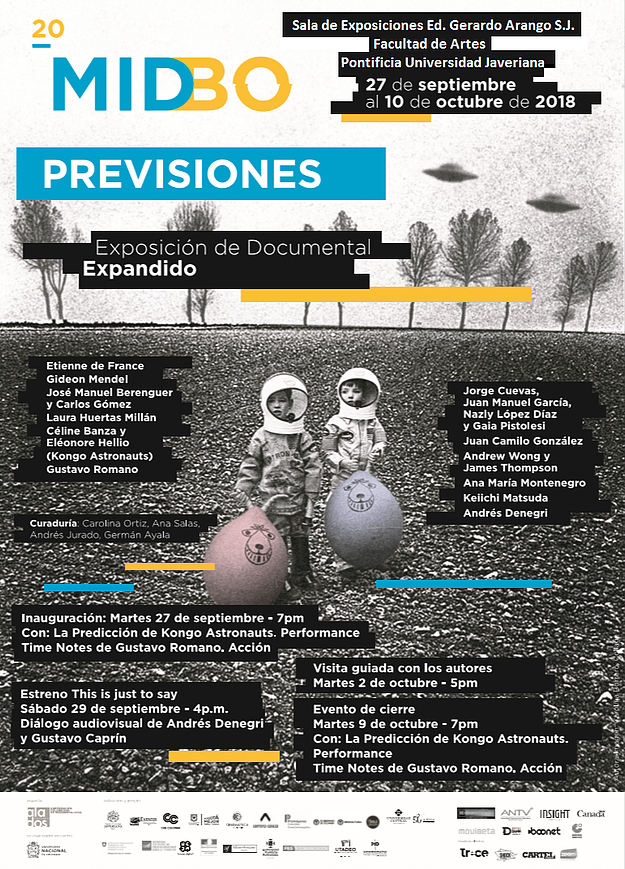 20
MIDBO
Sala de Exposiciones Ed. Gerardo Arango S.J.
Facultad de Artes
Pontificia Universidad Javeriana
27 de septiembre
al 10 de octubre de 2018
PREVISIONES
Exposición de Documental
Expandido
Etienne de France
Gideon Mendel
José Manuel Berenguer
y Carlos Gómez
Laura Huertas Millán
Céline Banza y
Eléonore Hellio
(Kongo Astronauts)
Gustavo Romano
Jorge Cuevas,
Juan Manuel García,
Nazly López Díaz
y Gaia Pistolesi
Juan Camilo González
Andrew Wong y
James Thompson
Ana María Montenegro
Keiichi Matsuda
Andrés Denegri
Curaduría: Carolina Ortiz, Ana Salas,
Andrés Jurado, Germán Ayala
Inauguración: Martes 27 de septiembre - 7pm
Con: La Predicción de Kongo Astronauts. Performance
Time Notes de Gustavo Romano. Acción
Estreno This is just to say
Sábado 29 de septiembre - 4p.m.
Diálogo audiovisual de Andrés Denegri
y Gustavo Caprín
Visita guiada con los autores
Martes 2 de octubre - 5pm
Evento de cierre
Martes 9 de octubre - 7pm
Con: La Predicción de Kongo Astronauts.
Performance
Time Notes de Gustavo Romano. Acción
ANTV
INSIGHT
Canada
moviaeta
boonet
NACIONAL
UTADEO
trece
CARTEL